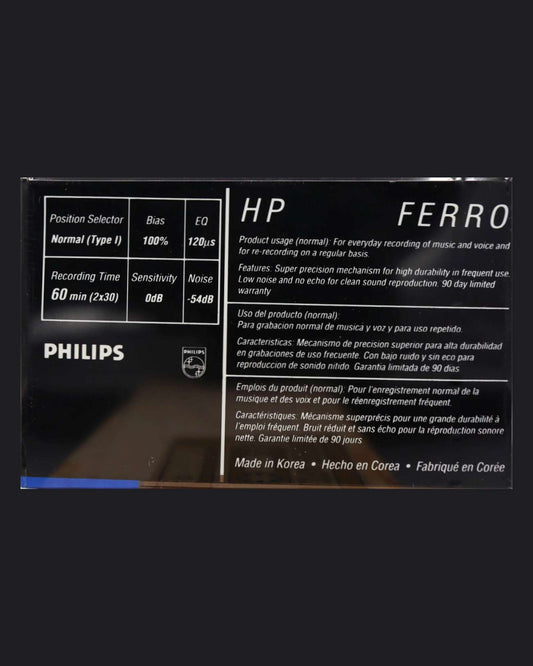 Position Selector
Normal (Type I)
Bias
100%
EQ
120µs
Recording Time
60 min (2x30)
Sensitivity
0dB
Noise
-54dB
PHILIPS
PHILIPS
HP FERRO
Product usage (normal): For everyday recording of music and voice and
for re-recording on a regular basis.
Features: Super precision mechanism for high durability in frequent use.
Low noise and no echo for clean sound reproduction. 90 day limited
warranty
Uso del producto (normal):
Para grabacion normal de musica y voz y para uso repetido.
Caracteristicas: Mecanismo de precision superior para alta durabilidad
en grabaciones de uso frecuente. Con bajo ruido y sin eco para
reproduccion de sonido nitido. Garantia limitada de 90 dias
Emplois du produit (normal): Pour l'enregistrement normal de la
musique et des voix et pour le réenregistrement fréquent.
Caractéristiques: Mécanisme superprécis pour une grande durabilité à
l'emploi fréquent. Bruit réduit et sans écho pour la réproduction sonore
nette. Garantie limitée de 90 jours
Made in Korea • Hecho en Corea • Fabriqué en Corée